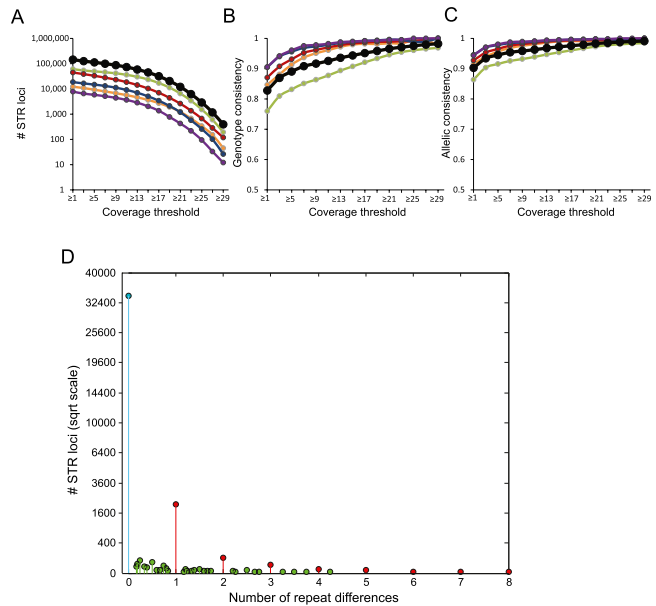 A
B
C
# STR loci
1,000,000
100,000
10,000
1,000
100
10
1
≥1 ≥5 ≥9 ≥13 ≥17 ≥21 ≥25 ≥29
Coverage threshold
Genotype consistency
1
0.9
0.8
0.7
0.6
0.5
≥1 ≥5 ≥9 ≥13 ≥17 ≥21 ≥25 ≥29
Coverage threshold
Allelic consistency
1
0.9
0.8
0.7
0.6
0.5
≥1 ≥5 ≥9 ≥13 ≥17 ≥21 ≥25 ≥29
Coverage threshold
D
# STR loci (sqrt scale)
40000
32400
25600
19600
14400
10000
6400
3600
1600
400
0
0 1 2 3 4 5 6 7 8
Number of repeat differences